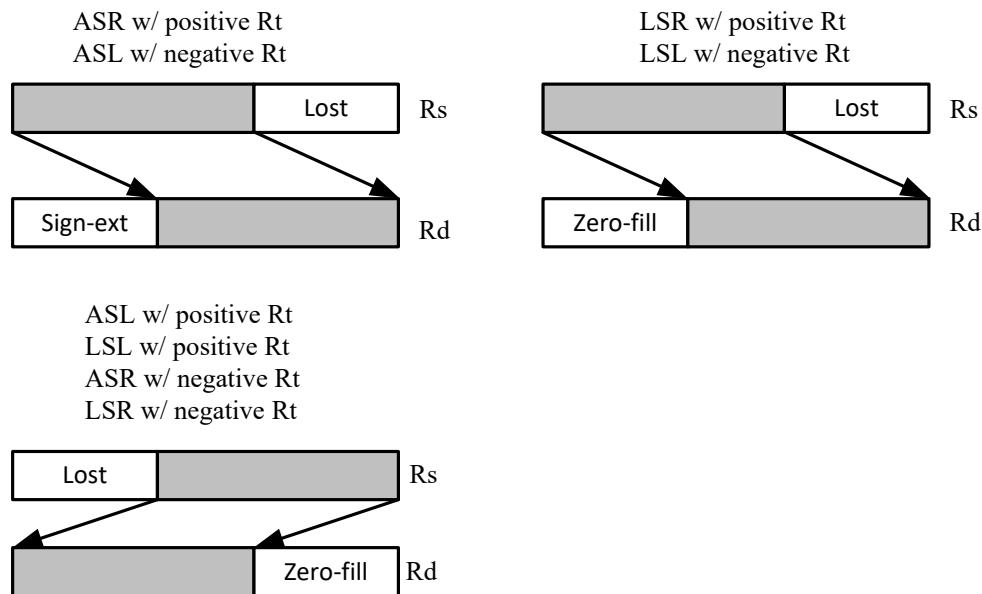 ASR w/ positive Rt
ASL w/ negative Rt
Lost Rs
Sign-ext Rd
LSR w/ positive Rt
LSL w/ negative Rt
Lost Rs
Zero-fill Rd
ASL w/ positive Rt
LSL w/ positive Rt
ASR w/ negative Rt
LSR w/ negative Rt
Lost Rs
Zero-fill Rd